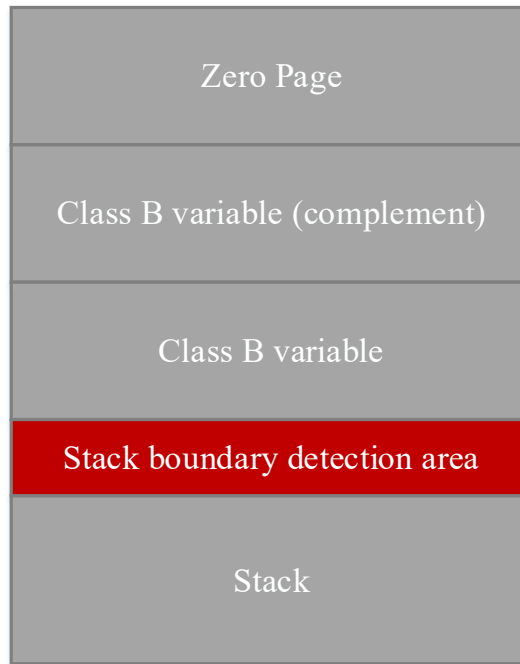 Zero Page
Class B variable (complement)
Class B variable
Stack boundary detection area
Stack